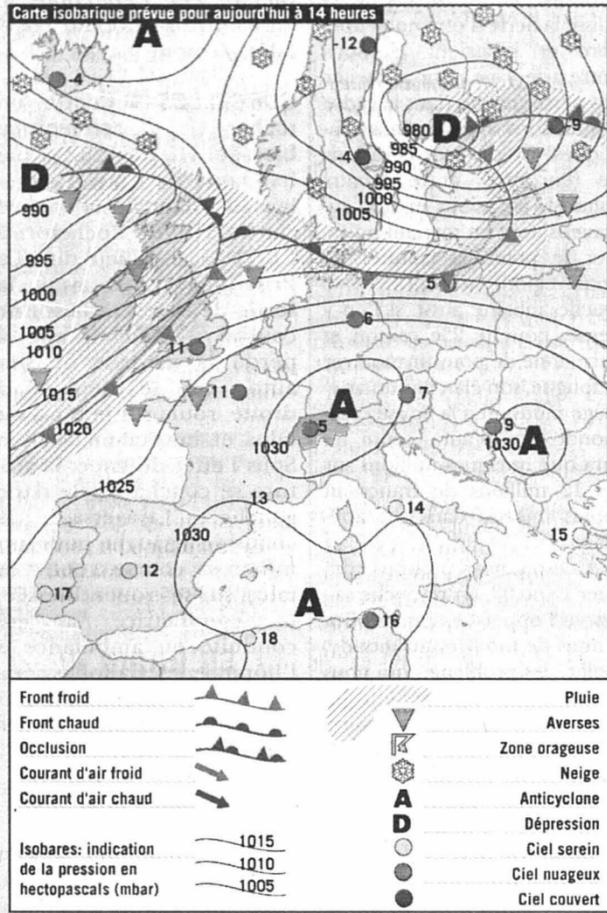 Carte isobarique prévue pour aujourd'hui à 14 heures
A
12
-4
980
D
9
985
-4
990
D
995
1000
990
1005
995
5
1000
6
1005
11
1010
1015
11
7
A
1020
5
9
1030
1030
A
1025
13
14
1030
15
12
17
A
16
18
Front froid
Front chaud
Occlusion
Courant d'air froid
Courant d'air chaud
Isobares: indication
de la pression en
hectopascals (mbar)
1015
1010
1005
Pluie
Averses
Zone orageuse
Neige
A Anticyclone
D Dépression
Ciel serein
Ciel nuageux
Ciel couvert